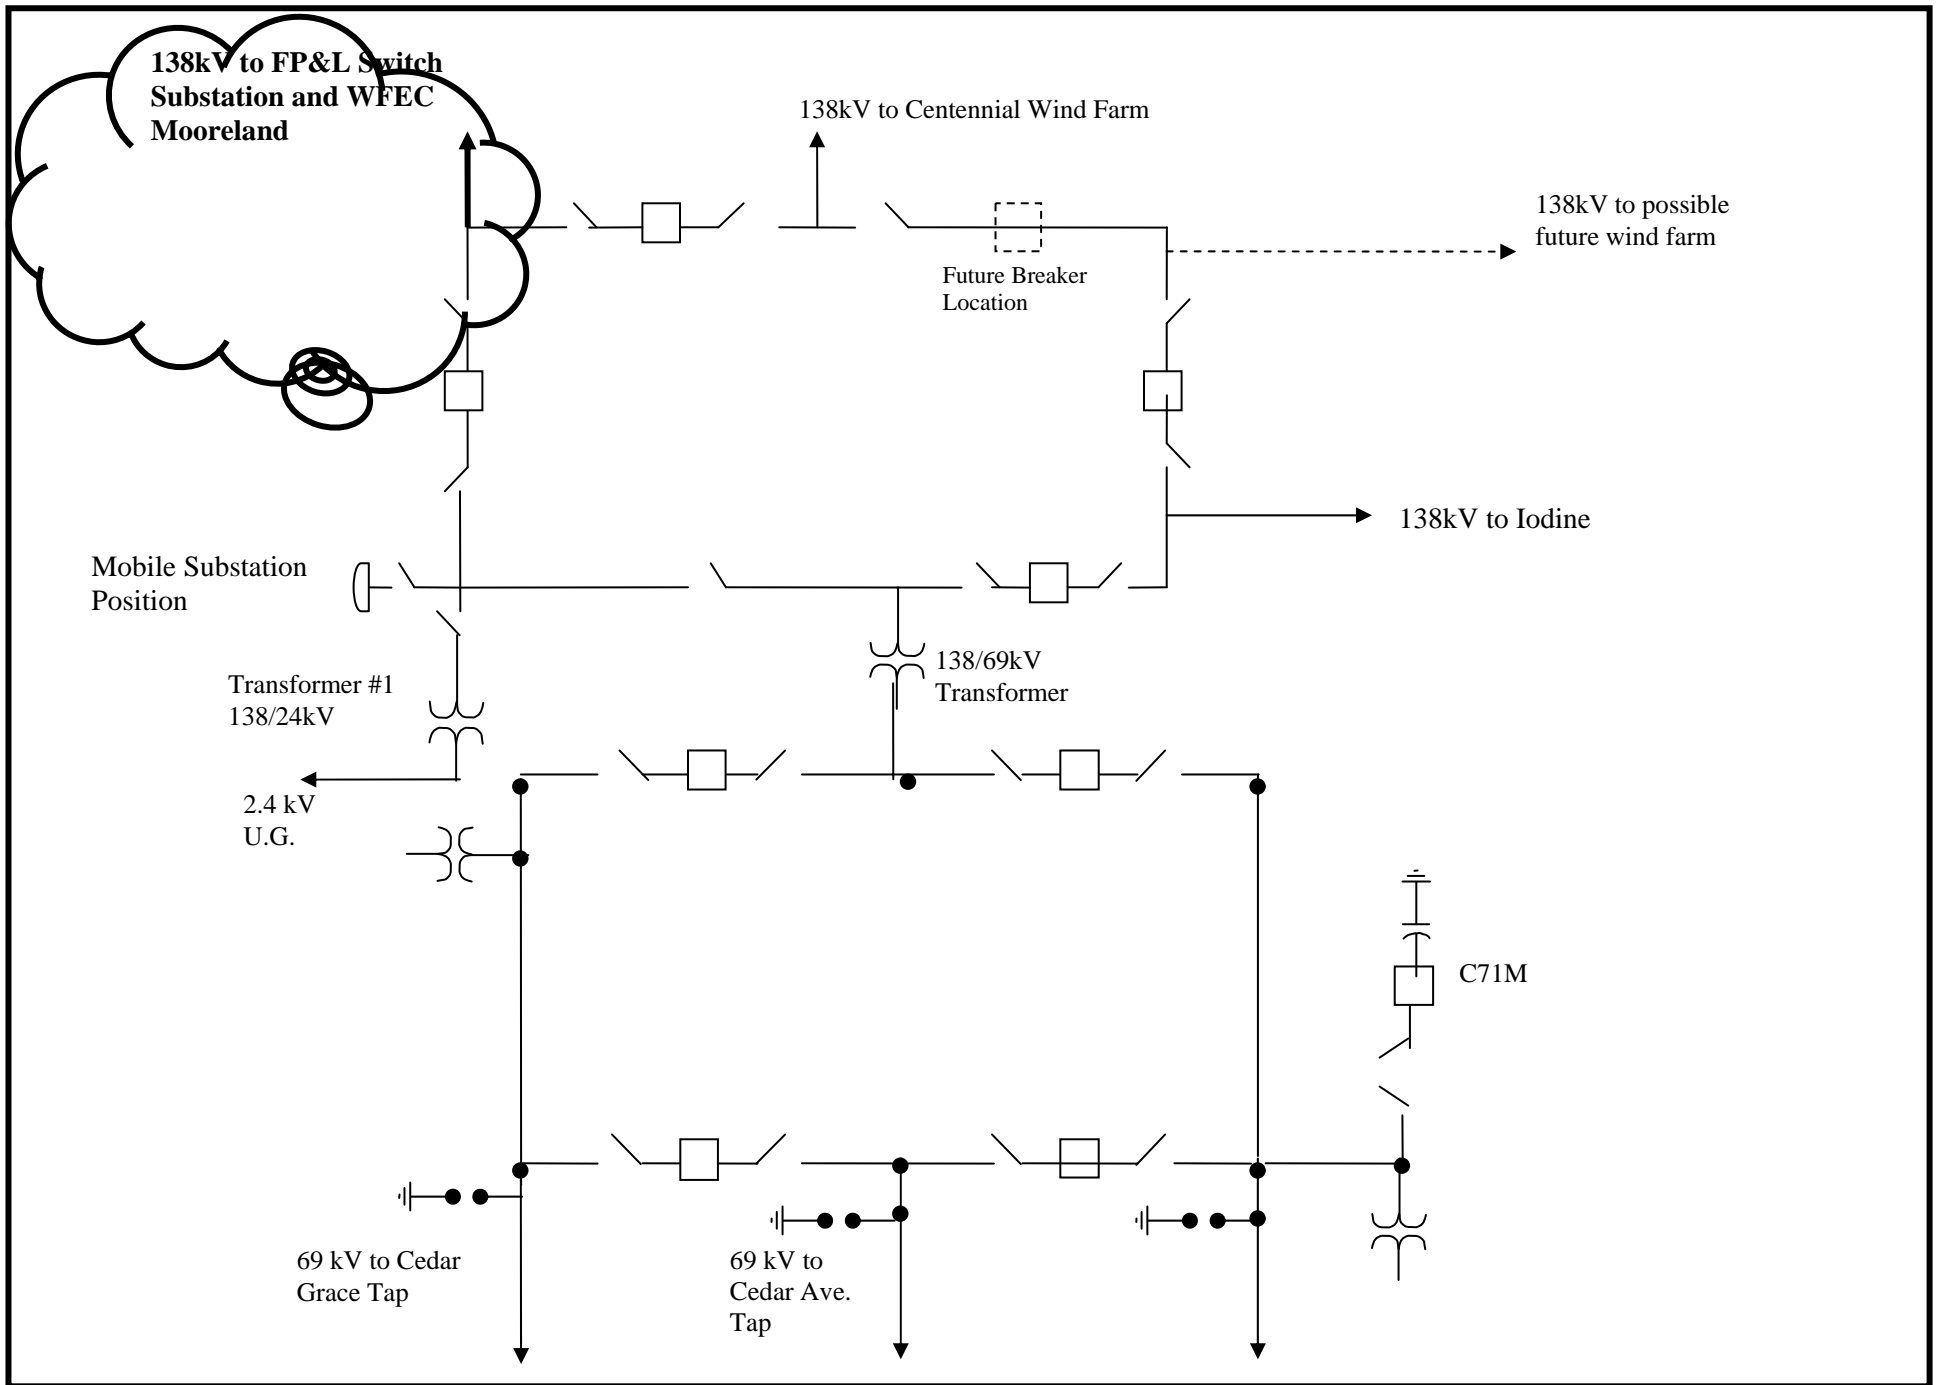 138kV to FP&L Switch
Substation and WFEC
Mooreland
138kV to Centennial Wind Farm
138kV to possible
future wind farm
Future Breaker
Location
138kV to Iodine
Mobile Substation
Position
138/69kV
Transformer
Transformer #1
138/24kV
2.4 kV
U.G.
C71M
69 kV to Cedar
Grace Tap
69 kV to
Cedar Ave.
Tap